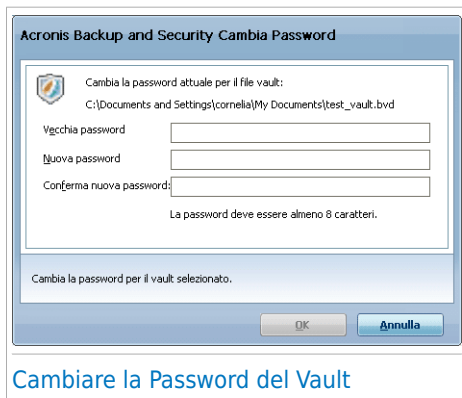 Acronis Backup and Security Cambia Password
Cambia la password attuale per il file vault:
C:\Documents and Settings\cornelia\My Documents\test_vault.bvd
Vecchia password
Nuova password
Conferma nuova password:
La password deve essere almeno 8 caratteri.
Cambia la password per il vault selezionato.
OK
Annulla
Cambiare la Password del Vault